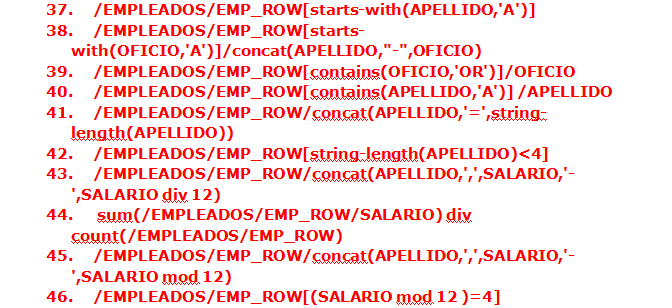 37. /EMPLEADOS/EMP_ROW[starts-with(APELLIDO,'A')]
38. /EMPLEADOS/EMP_ROW[starts-
with(OFICIO,'A')]/concat(APELLIDO,"-",OFICIO)
39. /EMPLEADOS/EMP_ROW[contains(OFICIO,'OR')]/OFICIO
40. /EMPLEADOS/EMP_ROW[contains(APELLIDO,'A')] /APELLIDO
41. /EMPLEADOS/EMP_ROW/concat(APELLIDO,'=',string-
length(APELLIDO))
42. /EMPLEADOS/EMP_ROW[string-length(APELLIDO)<4]
43. /EMPLEADOS/EMP_ROW/concat(APELLIDO,',',SALARIO,'-
',SALARIO div 12)
44. sum(/EMPLEADOS/EMP_ROW/SALARIO) div
count(/EMPLEADOS/EMP_ROW)
45. /EMPLEADOS/EMP_ROW/concat(APELLIDO,',',SALARIO,'-
',SALARIO mod 12)
46. /EMPLEADOS/EMP_ROW[(SALARIO mod 12 )=4]